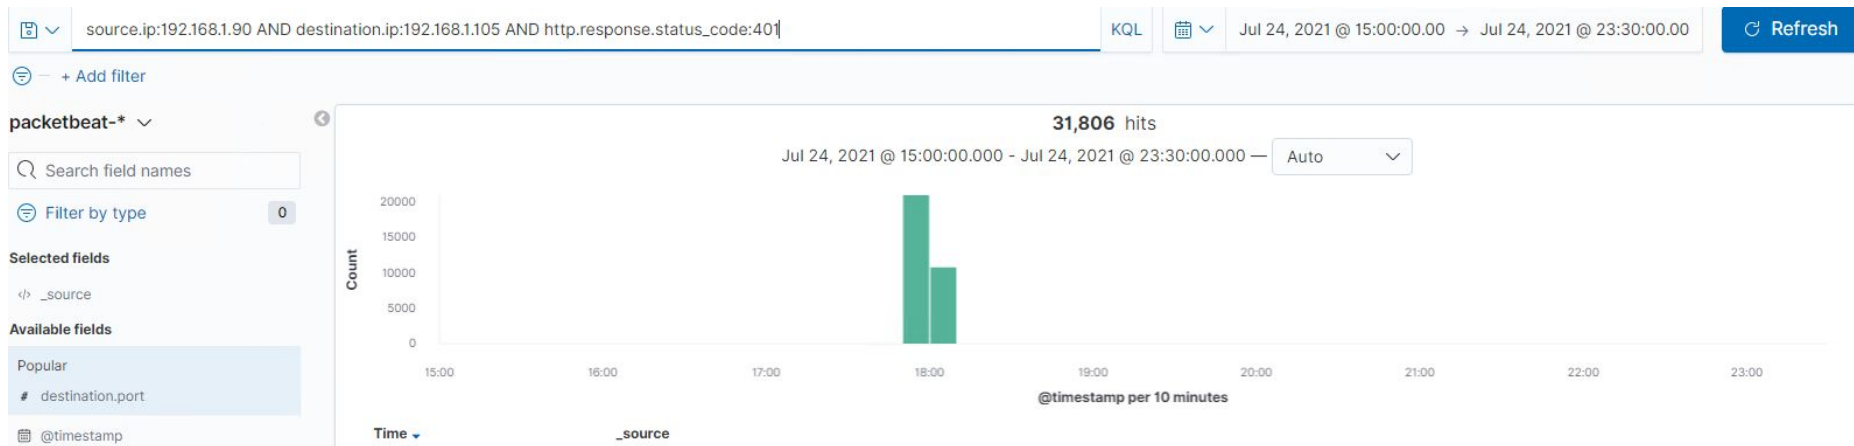 source.ip:192.168.1.90 AND destination.ip:192.168.1.105 AND http.response.status_code:401 KQL Jul 24, 2021 @ 15:00:00.00 → Jul 24, 2021 @ 23:30:00.00 Refresh
+ Add filter
packetbeat-*
31,806 hits
Jul 24, 2021 @ 15:00:00.000 - Jul 24, 2021 @ 23:30:00.000 — Auto
Search field names
Filter by type 0
Selected fields
</> _source
Available fields
Popular
# destination.port
@timestamp
Count
20000
15000
10000
5000
0
15:00 16:00 17:00 18:00 19:00 20:00 21:00 22:00 23:00
@timestamp per 10 minutes
Time _source